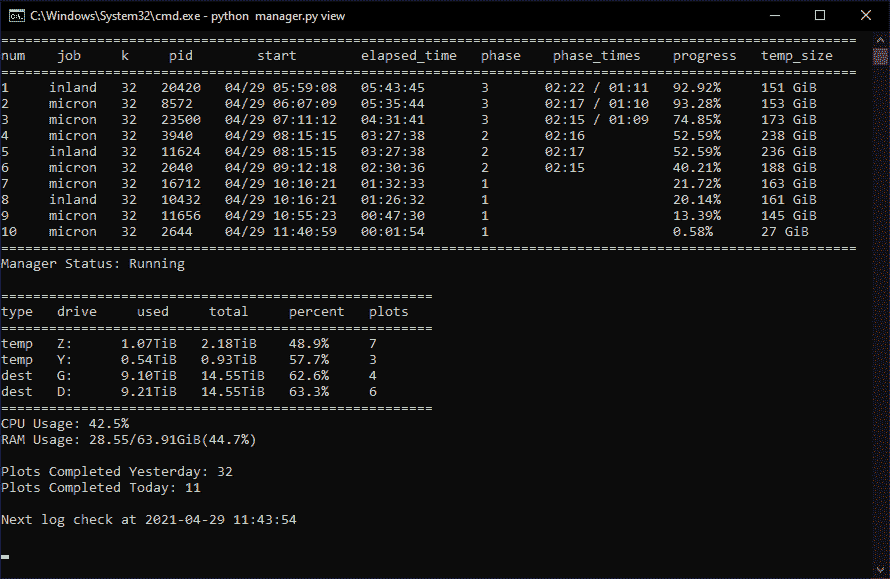 C:\Windows\System32\cmd.exe - python  manager.py view
=========================================================================================================
num     job     k     pid        start        elapsed_time   phase    phase_times    progress   temp_size
=========================================================================================================
1     inland   32   20420   04/29 05:59:08   05:43:45       3       02:22 / 01:11   92.92%     151 GiB
2     micron   32   8572    04/29 06:07:09   05:35:44       3       02:17 / 01:10   93.28%     153 GiB
3     micron   32   23500   04/29 07:11:12   04:31:41       3       02:15 / 01:09   74.85%     173 GiB
4     micron   32   3940    04/29 08:15:15   03:27:38       2       02:16           52.59%     238 GiB
5     inland   32   11624   04/29 08:15:15   03:27:38       2       02:17           52.59%     236 GiB
6     micron   32   2040    04/29 09:12:18   02:30:36       2       02:15           40.21%     188 GiB
7     micron   32   16712   04/29 10:10:21   01:32:33       1                       21.72%     163 GiB
8     inland   32   10432   04/29 10:16:21   01:26:32       1                       20.14%     161 GiB
9     micron   32   11656   04/29 10:55:23   00:47:30       1                       13.39%     145 GiB
10    micron   32   2644    04/29 11:40:59   00:01:54       1                       0.58%      27 GiB
=========================================================================================================
Manager Status: Running
======================================================
type   drive     used     total     percent   plots
======================================================
temp   Z:      1.07TiB   2.18TiB    48.9%     7
temp   Y:      0.54TiB   0.93TiB    57.7%     3
dest   G:      9.10TiB   14.55TiB   62.6%     4
dest   D:      9.21TiB   14.55TiB   63.3%     6
======================================================
CPU Usage: 42.5%
RAM Usage: 28.55/63.91GiB(44.7%)
Plots Completed Yesterday: 32
Plots Completed Today: 11
Next log check at 2021-04-29 11:43:54